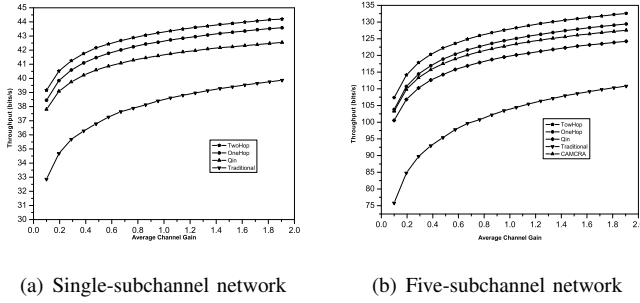 45
44
43
42
41
40
39
38
37
36
35
34
33
32
31
30
Throughput (bits/s)
TwoHop
OneHop
Qin
Traditional
0.0 0.2 0.4 0.6 0.8 1.0 1.2 1.4 1.6 1.8 2.0
Average Channel Gain
(a) Single-subchannel network
135
130
125
120
115
110
105
100
95
90
85
80
75
Throughput (bits/s)
TowHop
OneHop
Qin
Traditional
CAMCRA
0.0 0.2 0.4 0.6 0.8 1.0 1.2 1.4 1.6 1.8 2.0
Average Channel Gain
(b) Five-subchannel network